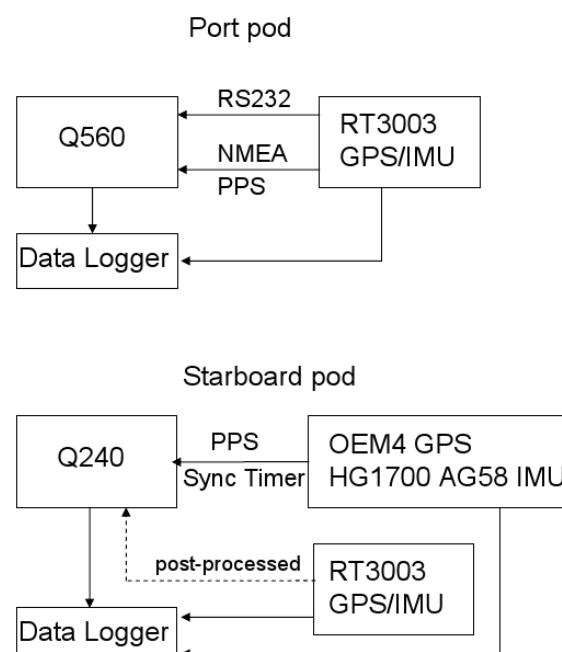 Port pod
RS232
Q560
RT3003
GPS/IMU
NMEA
PPS
Data Logger
Starboard pod
Q240
PPS
Sync Timer
OEM4 GPS
HG1700 AG58 IMU
post-processed
RT3003
GPS/IMU
Data Logger